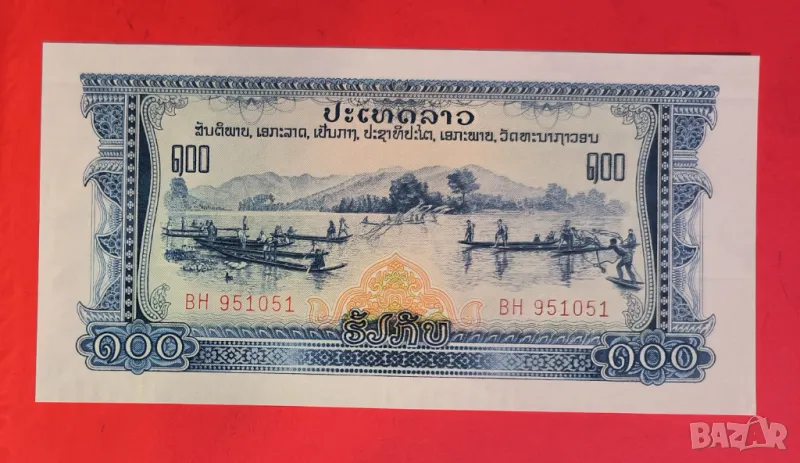 ປະເທດລາວ
ສັນຕິພາບ, ເອກະລາດ, ເປັນກາງ, ປະຊາທິປະໄຕ, ເອກະພາບ, ວັດທະນາຖາວອນ
໑໐໐ ໑໐໐
BH 951051 BH 951051
ຮ້ອຍກີບ
໑໐໐ ໑໐໐
BAZAR